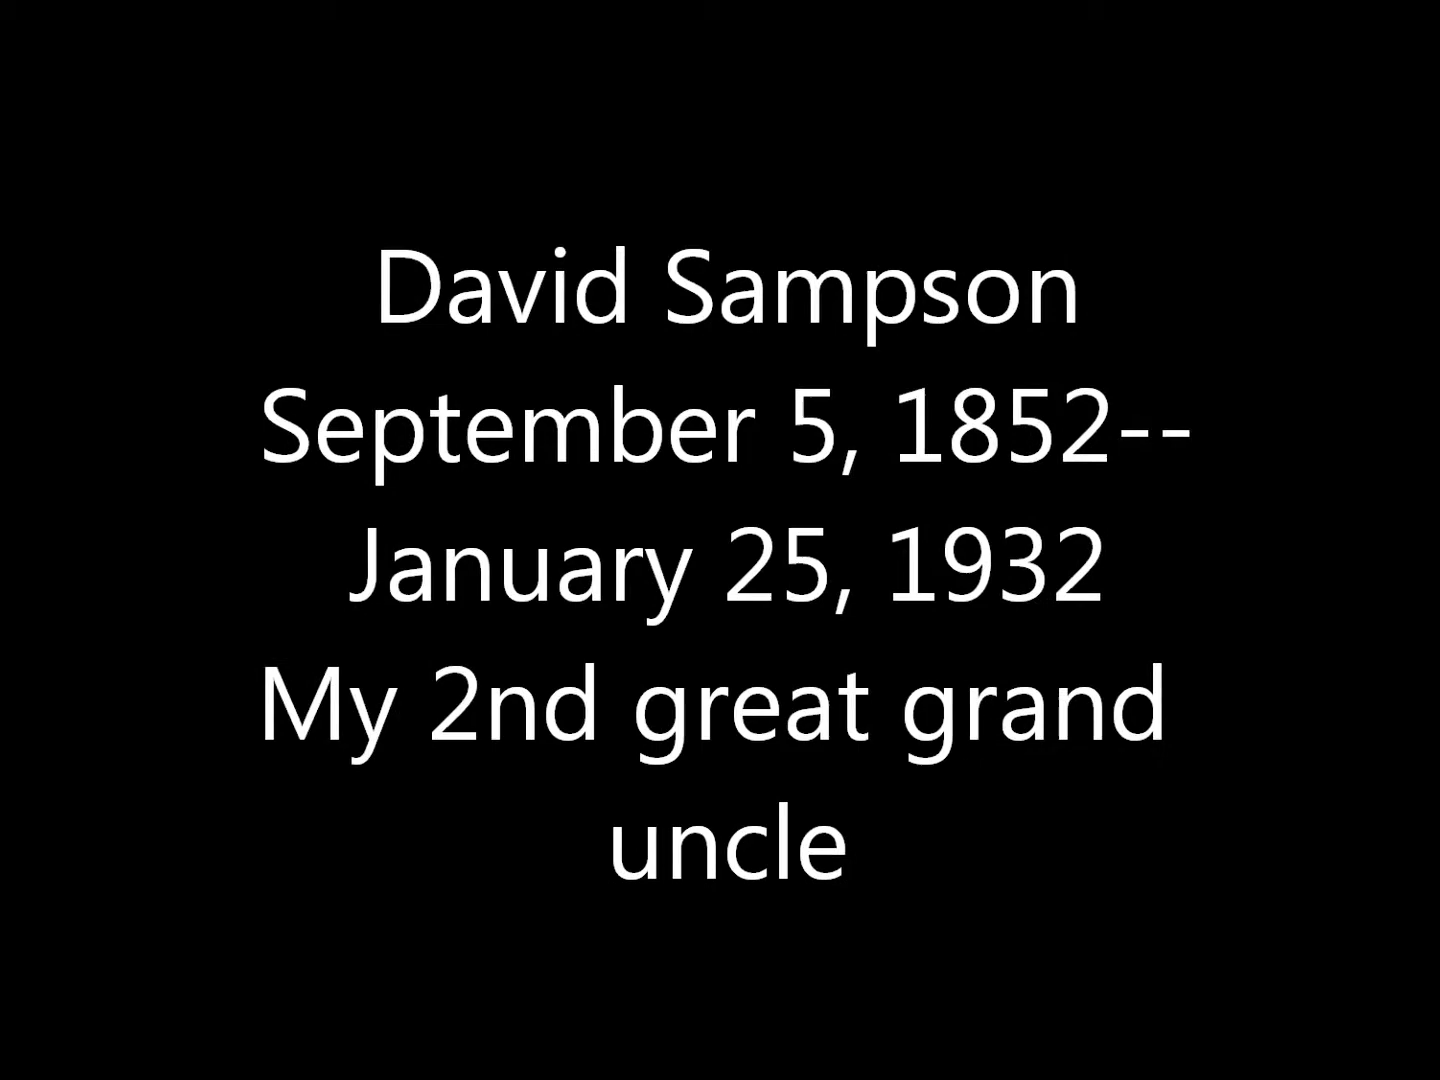 David Sampson
September 5, 1852--
January 25, 1932
My 2nd great grand
uncle